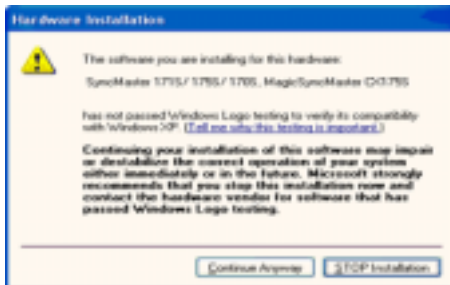 Hardware Installation
The software you are installing for this hardware:
SyncMaster 171S / 179S / 170S, MagicSyncMaster CX179S
has not passed Windows Logo testing to verify its compatibility
with Windows XP. (Tell me why this testing is important.)
Continuing your installation of this software may impair
or destabilize the correct operation of your system
either immediately or in the future. Microsoft strongly
recommends that you stop this installation now and
contact the hardware vendor for software that has
passed Windows Logo testing.
Continue Anyway
STOP Installation